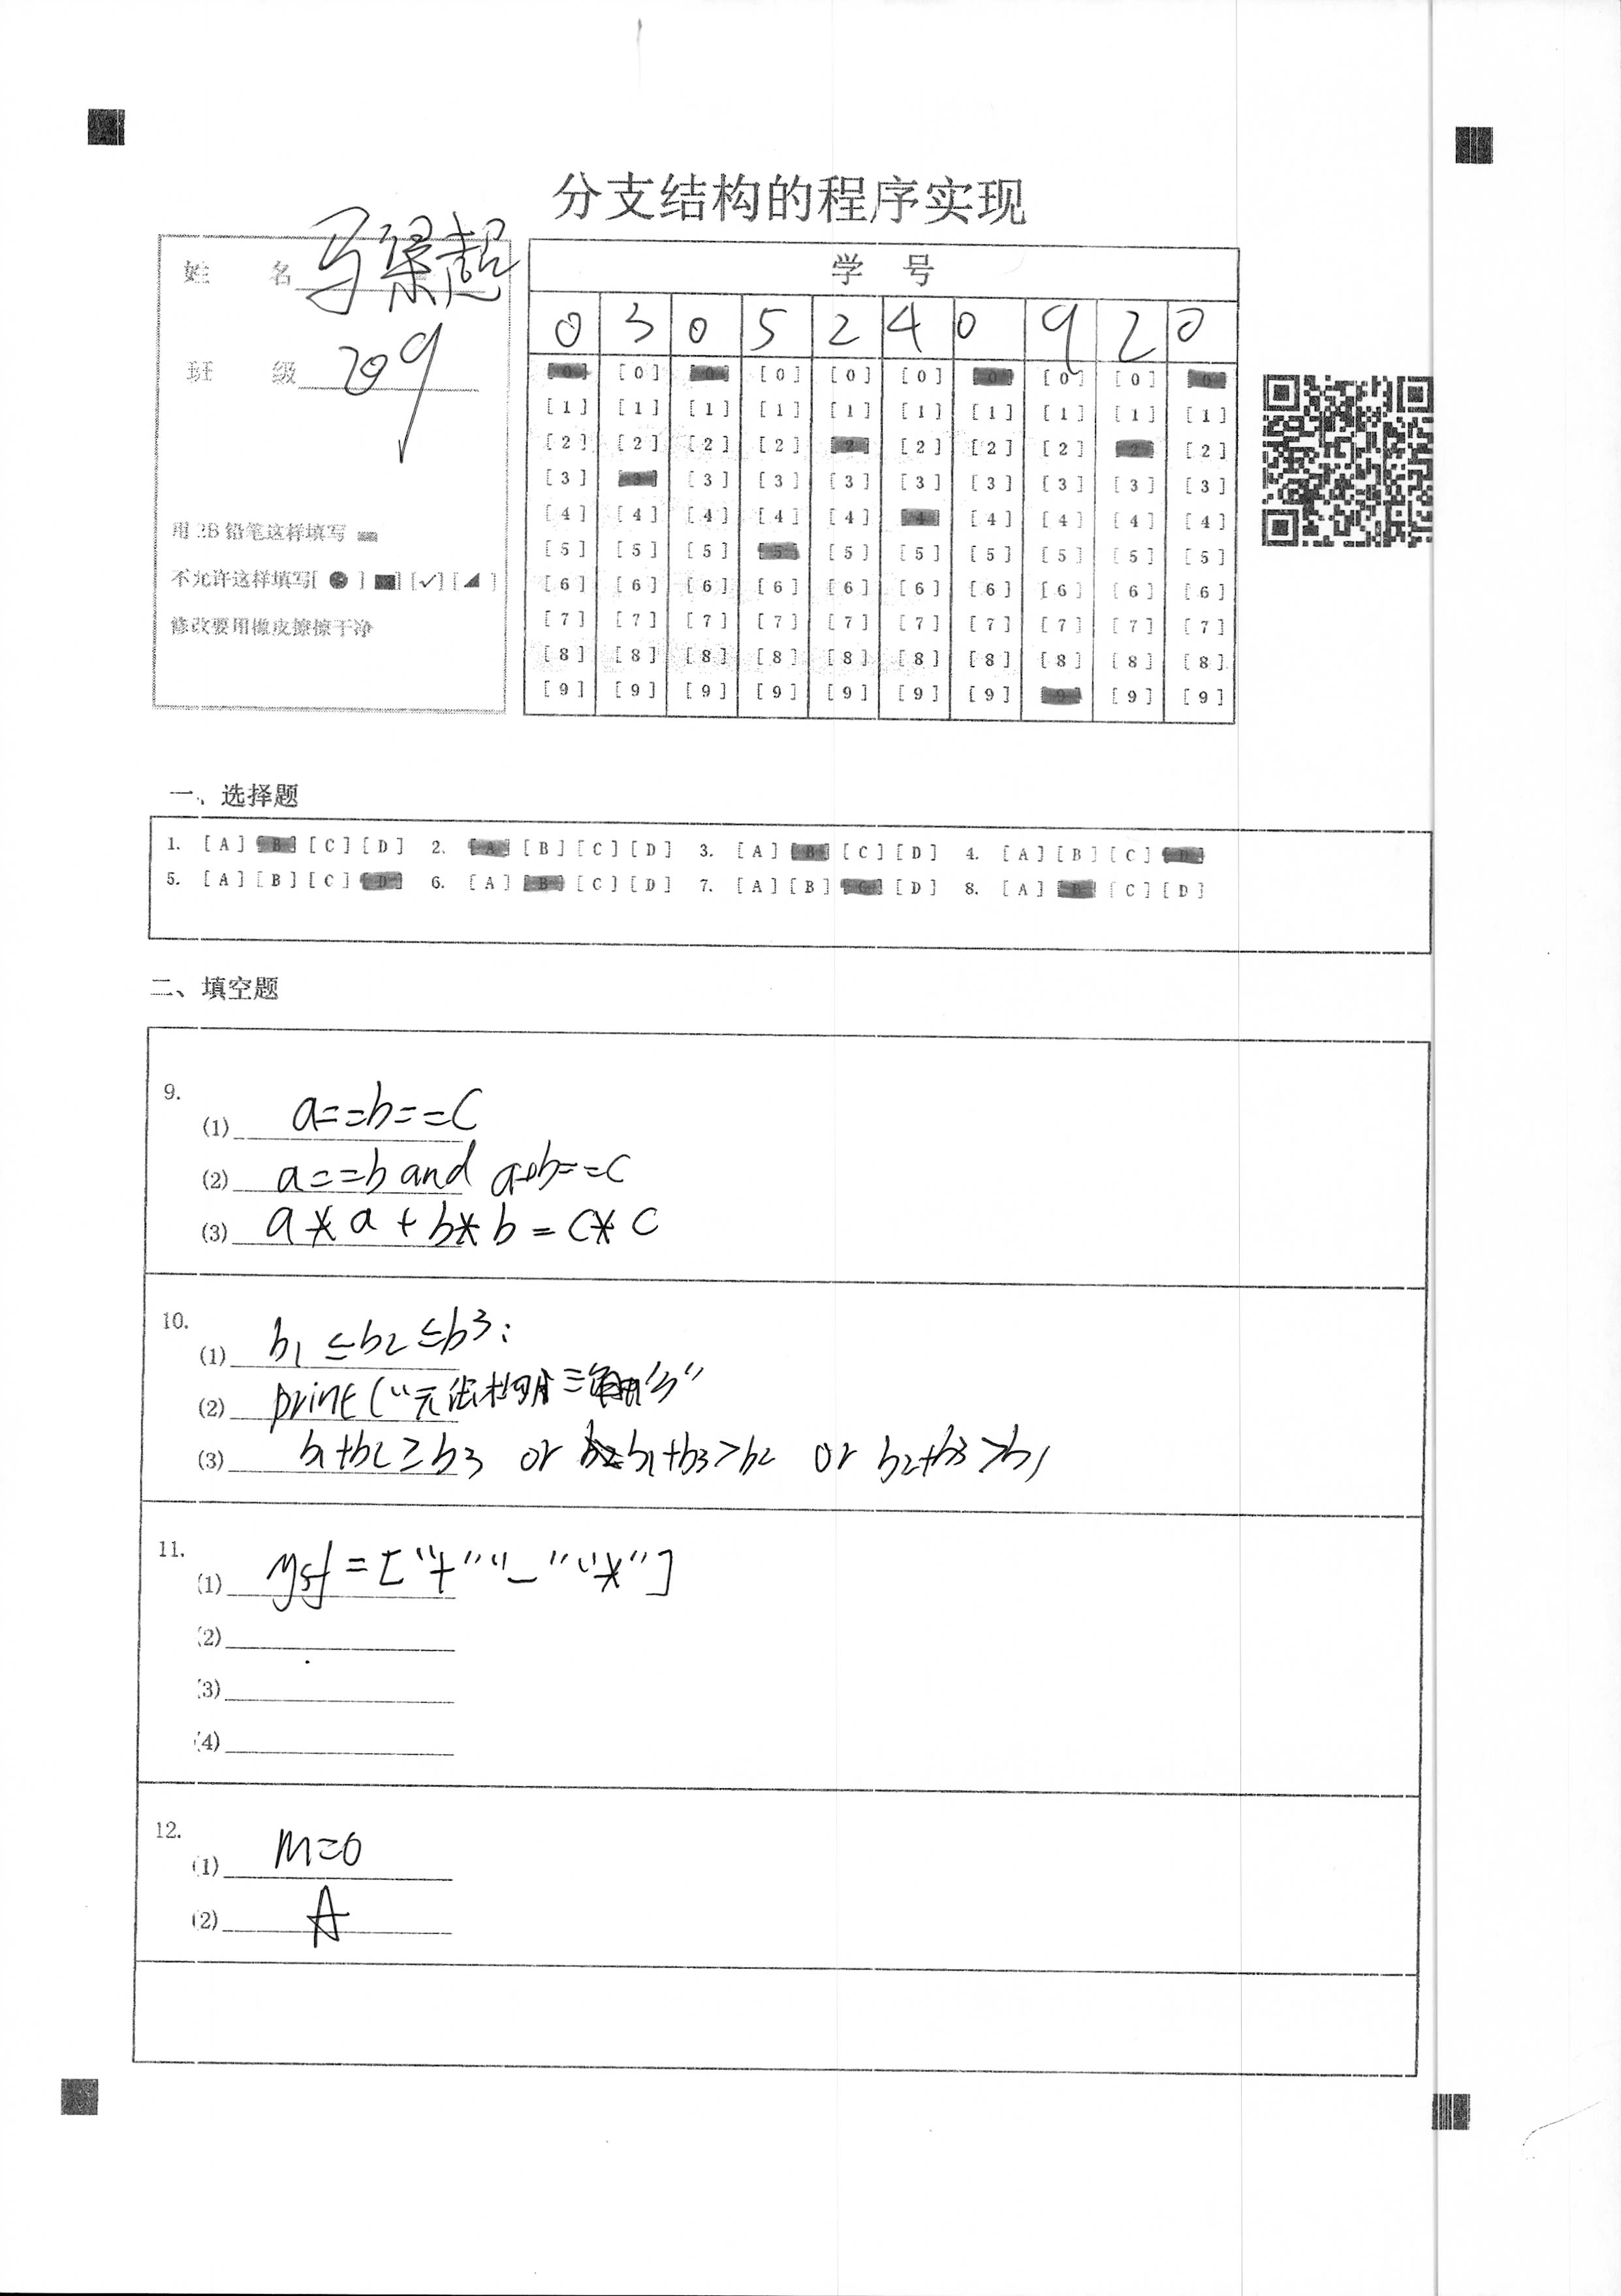 分支结构的程序实现
姓 名 马梁超
班 级 209
用2B铅笔这样填写
不允许这样填写[ ● ] ■] [✓] [◢ ]
修改要用橡皮擦擦干净
学 号
0 3 0 5 2 4 0 9 2 0
[0] [0] [0] [0] [0] [0] [0] [0] [0] [0]
[1] [1] [1] [1] [1] [1] [1] [1] [1] [1]
[2] [2] [2] [2] [2] [2] [2] [2] [2] [2]
[3] [3] [3] [3] [3] [3] [3] [3] [3] [3]
[4] [4] [4] [4] [4] [4] [4] [4] [4] [4]
[5] [5] [5] [5] [5] [5] [5] [5] [5] [5]
[6] [6] [6] [6] [6] [6] [6] [6] [6] [6]
[7] [7] [7] [7] [7] [7] [7] [7] [7] [7]
[8] [8] [8] [8] [8] [8] [8] [8] [8] [8]
[9] [9] [9] [9] [9] [9] [9] [9] [9] [9]
一、选择题
1. [A] [B] [C] [D] 2. [A] [B] [C] [D] 3. [A] [B] [C] [D] 4. [A] [B] [C] [D]
5. [A] [B] [C] [D] 6. [A] [B] [C] [D] 7. [A] [B] [C] [D] 8. [A] [B] [C] [D]
二、填空题
9.
(1) a==b==c
(2) a==b and a+b==c
(3) a*a+b*b=c*c
10.
(1) b1≤b2≤b3:
(2) print("无法构成三角形"
(3) b1+b2≥b3 or b1+b3>b2 or b2+b3>b1
11.
(1) ysf=["+""-""*"]
(2)
(3)
(4)
12.
(1) m=0
(2) A